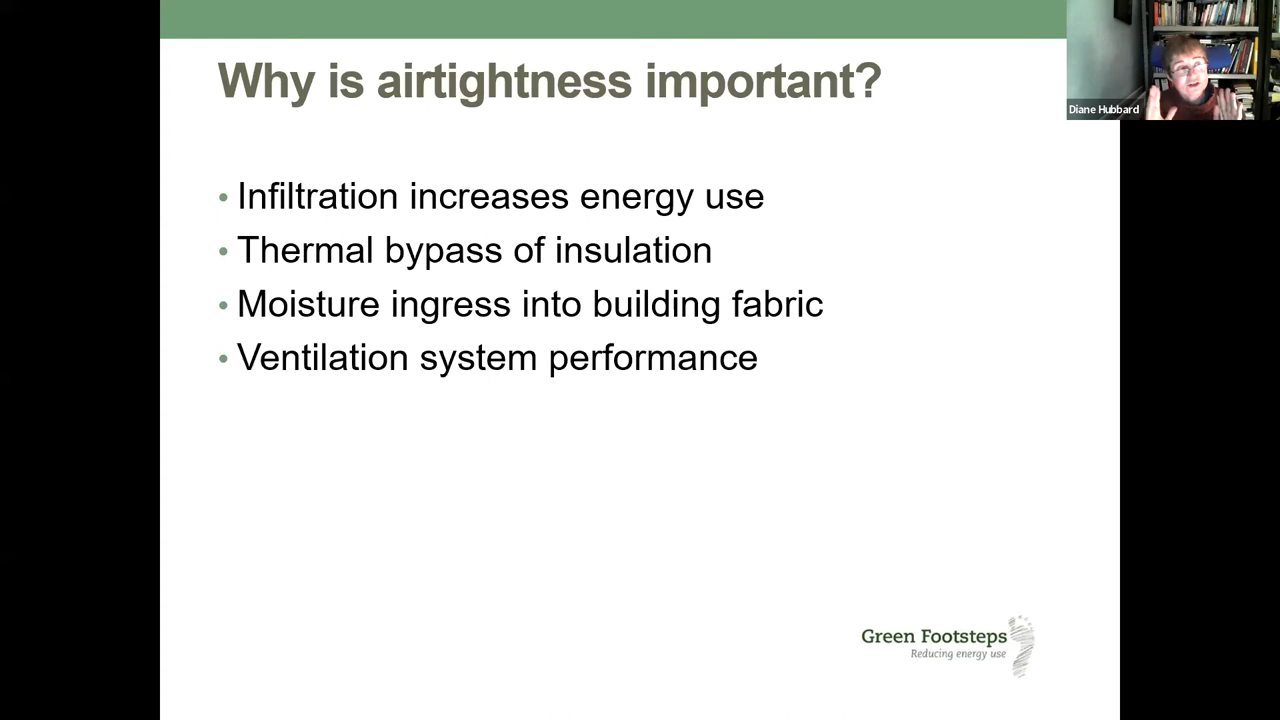 Why is airtightness important?
Diane Hubbard
• Infiltration increases energy use
• Thermal bypass of insulation
• Moisture ingress into building fabric
• Ventilation system performance
Green Footsteps
Reducing energy use